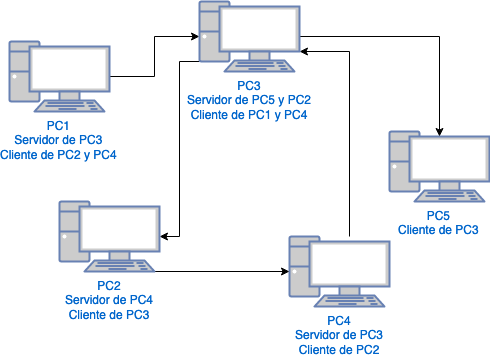 PC3
Servidor de PC5 y PC2
Cliente de PC1 y PC4
PC1
Servidor de PC3
Cliente de PC2 y PC4
PC5
Cliente de PC3
PC2
Servidor de PC4
Cliente de PC3
PC4
Servidor de PC3
Cliente de PC2